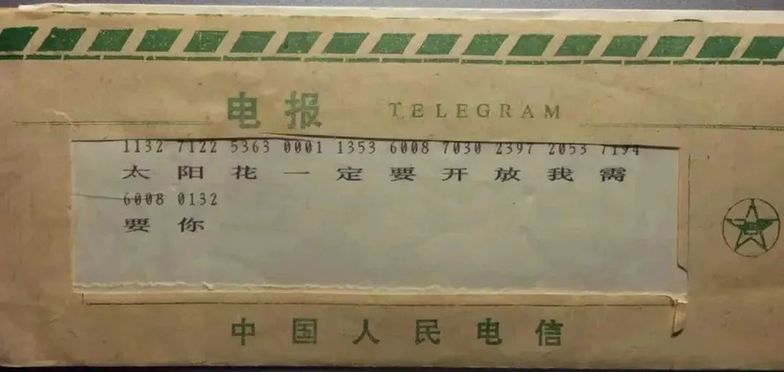 电报 TELEGRAM
1132 7122 5363 0001 1353 6008 7030 2397 2053 7194
太阳花一定要开放我需
6008 0132
要你
中国人民电信